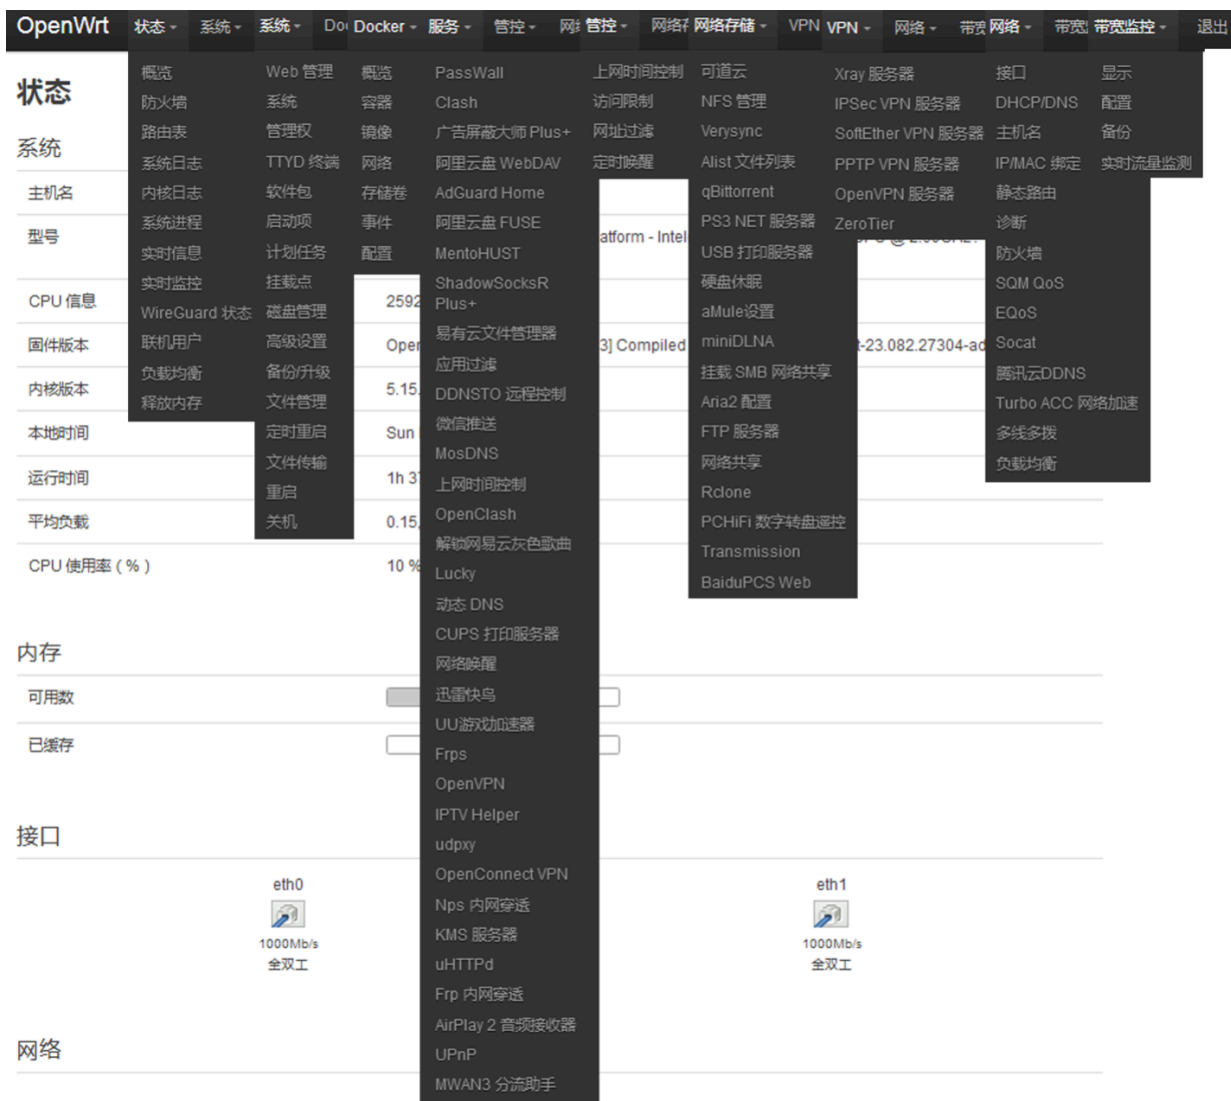 OpenWrt
状态
系统
系统
Docker
服务
管控
管控
网络存储
VPN
VPN
网络
网络
带宽监控
退出
状态
系统
主机名
型号
atform - Intel
CPU 信息
2592
固件版本
Oper
3] Compiled
t-23.082.27304-ad
内核版本
5.15.
本地时间
Sun
运行时间
1h 37
平均负载
0.15,
CPU 使用率（%）
10 %
内存
可用数
已缓存
接口
eth0
1000Mb/s
全双工
eth1
1000Mb/s
全双工
网络
概览
防火墙
路由表
系统日志
内核日志
系统进程
实时信息
实时监控
WireGuard 状态
联机用户
负载均衡
释放内存
Web 管理
系统
管理权
TTYD 终端
软件包
启动项
计划任务
挂载点
磁盘管理
高级设置
备份/升级
文件管理
定时重启
文件传输
重启
关机
概览
容器
镜像
网络
存储卷
事件
配置
PassWall
Clash
广告屏蔽大师 Plus+
阿里云盘 WebDAV
AdGuard Home
阿里云盘 FUSE
MentoHUST
ShadowSocksR
Plus+
易有云文件管理器
应用过滤
DDNSTO 远程控制
微信推送
MosDNS
上网时间控制
OpenClash
解锁网易云灰色歌曲
Lucky
动态 DNS
CUPS 打印服务器
网络唤醒
迅雷快鸟
UU游戏加速器
Frps
OpenVPN
IPTV Helper
udpxy
OpenConnect VPN
Nps 内网穿透
KMS 服务器
uHTTPd
Frp 内网穿透
AirPlay 2 音频接收器
UPnP
MWAN3 分流助手
上网时间控制
访问限制
网址过滤
定时唤醒
可道云
NFS 管理
Verysync
Alist 文件列表
qBittorrent
PS3 NET 服务器
USB 打印服务器
硬盘休眠
aMule设置
miniDLNA
挂载 SMB 网络共享
Aria2 配置
FTP 服务器
网络共享
Rclone
PCHiFi 数字转盘遥控
Transmission
BaiduPCS Web
Xray 服务器
IPSec VPN 服务器
SoftEther VPN 服务器
PPTP VPN 服务器
OpenVPN 服务器
ZeroTier
接口
DHCP/DNS
主机名
IP/MAC 绑定
静态路由
诊断
防火墙
SQM QoS
EQoS
Socat
腾讯云DDNS
Turbo ACC 网络加速
多线多拨
负载均衡
显示
配置
备份
实时流量监测